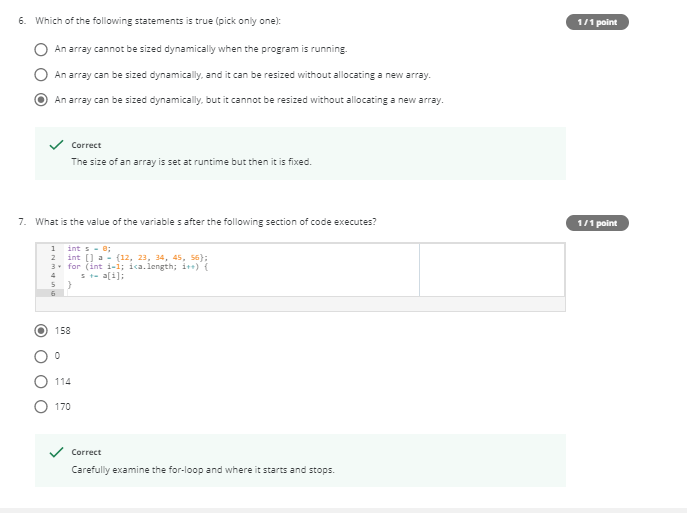 6. Which of the following statements is true (pick only one):
1 / 1 point
An array cannot be sized dynamically when the program is running.
An array can be sized dynamically, and it can be resized without allocating a new array.
An array can be sized dynamically, but it cannot be resized without allocating a new array.
Correct
The size of an array is set at runtime but then it is fixed.
7. What is the value of the variable s after the following section of code executes?
1 / 1 point
1 int s = 0;
2 int [] a = {12, 23, 34, 45, 56};
3 for (int i=1; i<a.length; i++) {
4 s += a[i];
5 }
6
158
0
114
170
Correct
Carefully examine the for-loop and where it starts and stops.